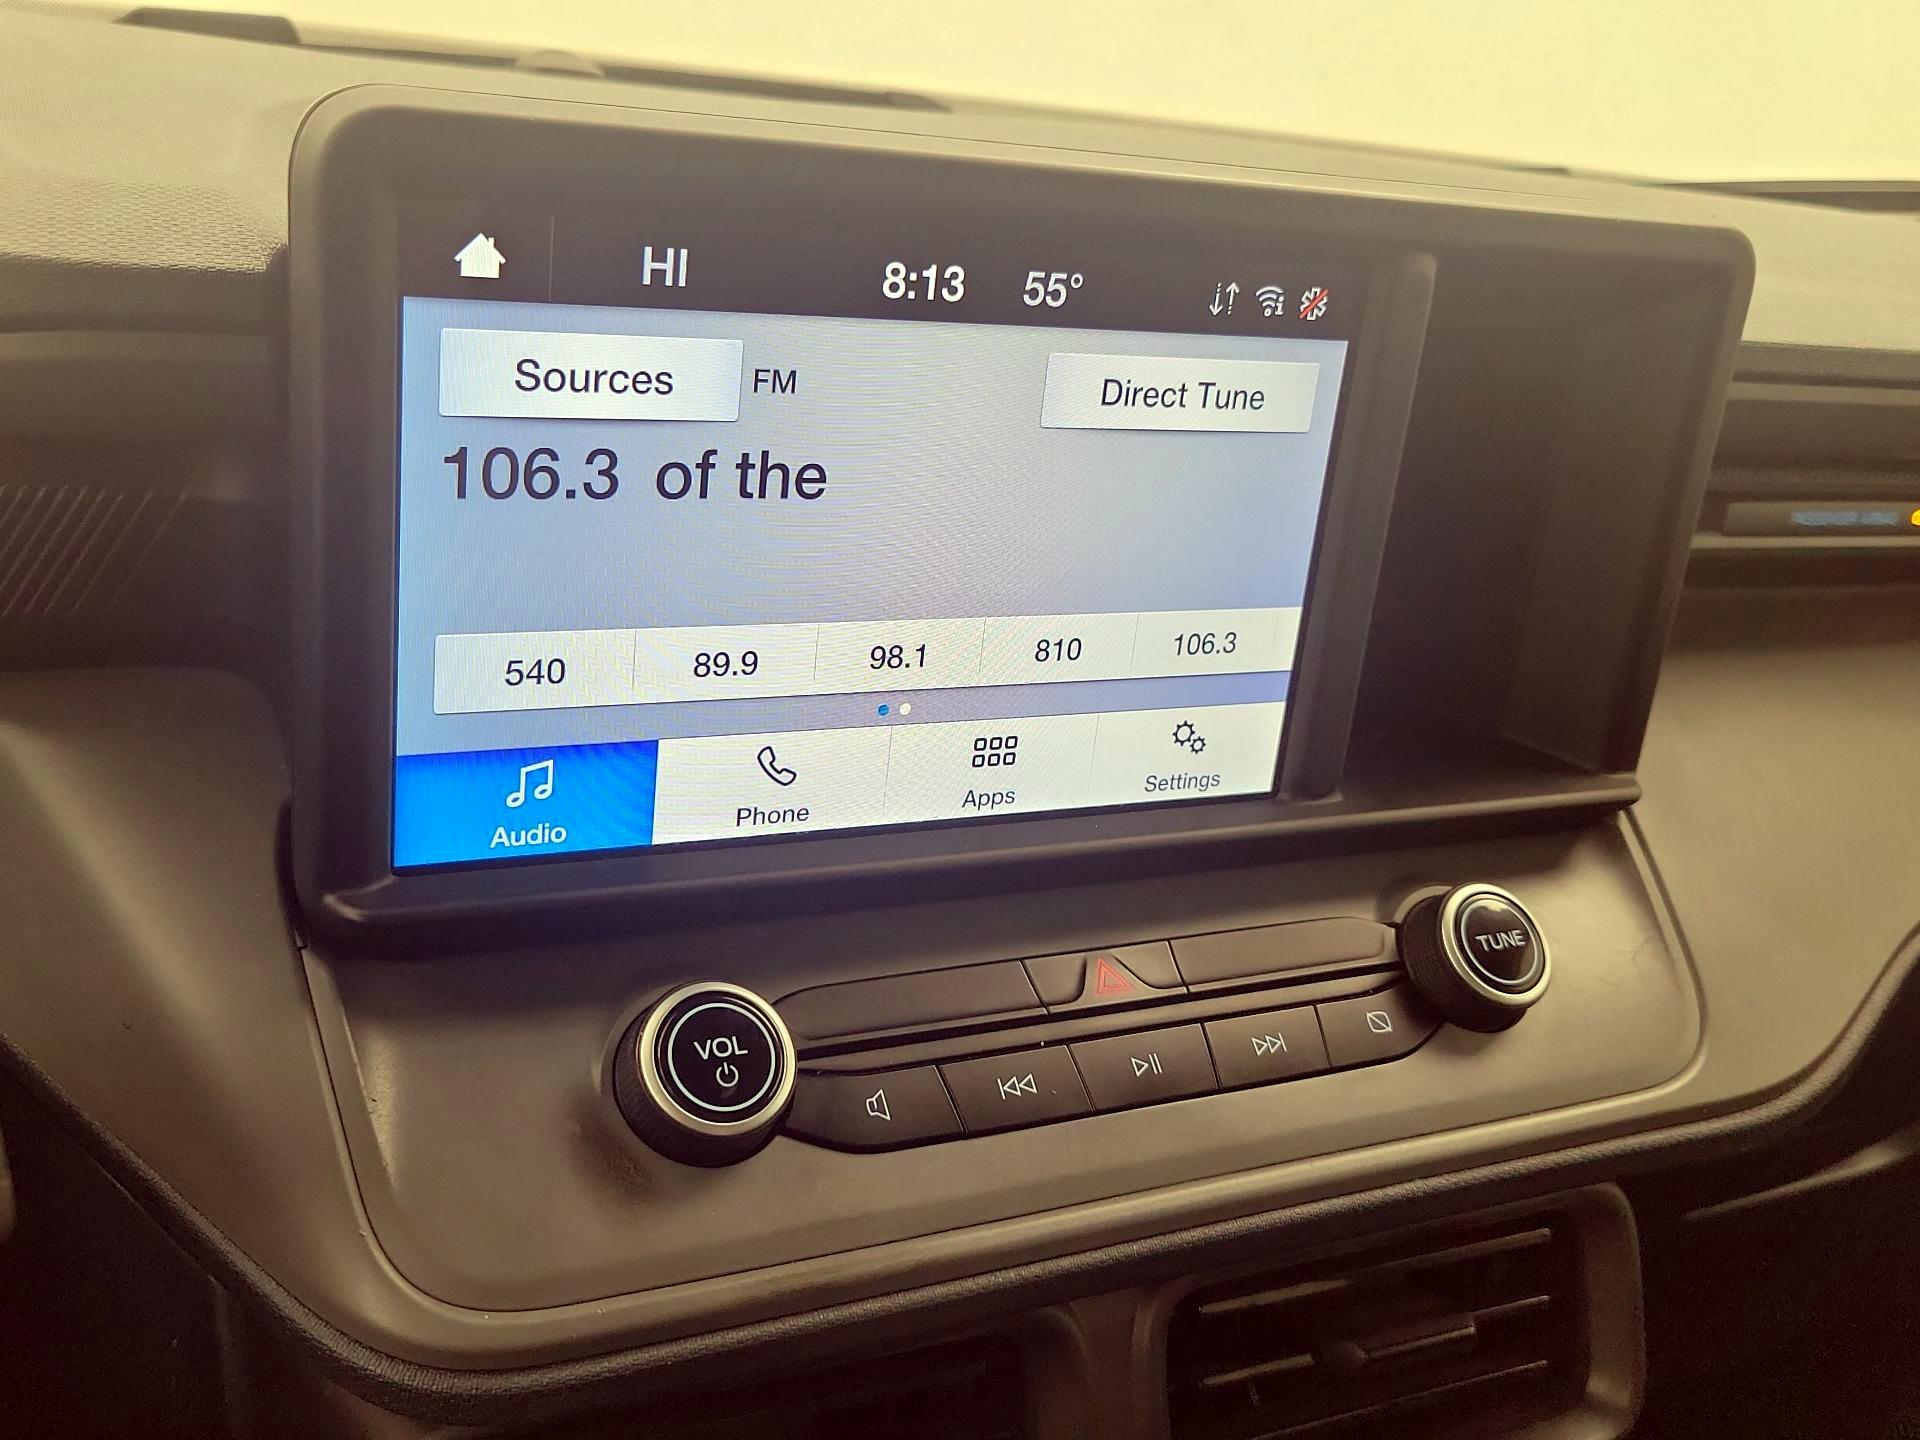 HI 8:13 55°
Sources FM Direct Tune
106.3 of the
540 89.9 98.1 810 106.3
Audio Phone Apps Settings
TUNE
VOL